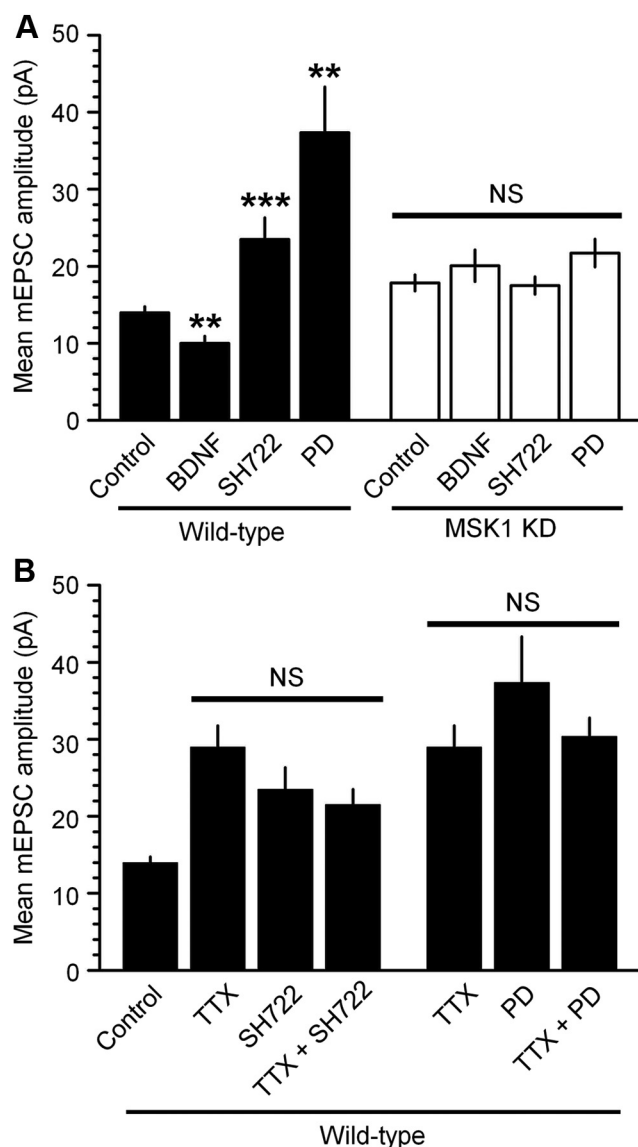 A
Mean mEPSC amplitude (pA)
50
40
30
20
10
0
**
***
**
NS
Control
BDNF
SH722
PD
Control
BDNF
SH722
PD
Wild-type
MSK1 KD
B
Mean mEPSC amplitude (pA)
50
40
30
20
10
0
NS
NS
Control
TTX
SH722
TTX + SH722
TTX
PD
TTX + PD
Wild-type